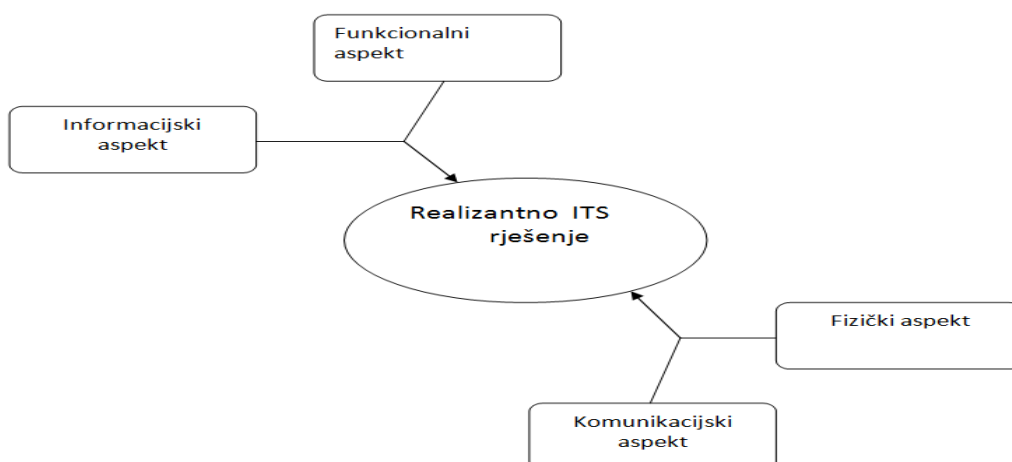 Funkcionalni
aspekt
Informacijski
aspekt
Realizantno ITS
rješenje
Fizički aspekt
Komunikacijski
aspekt